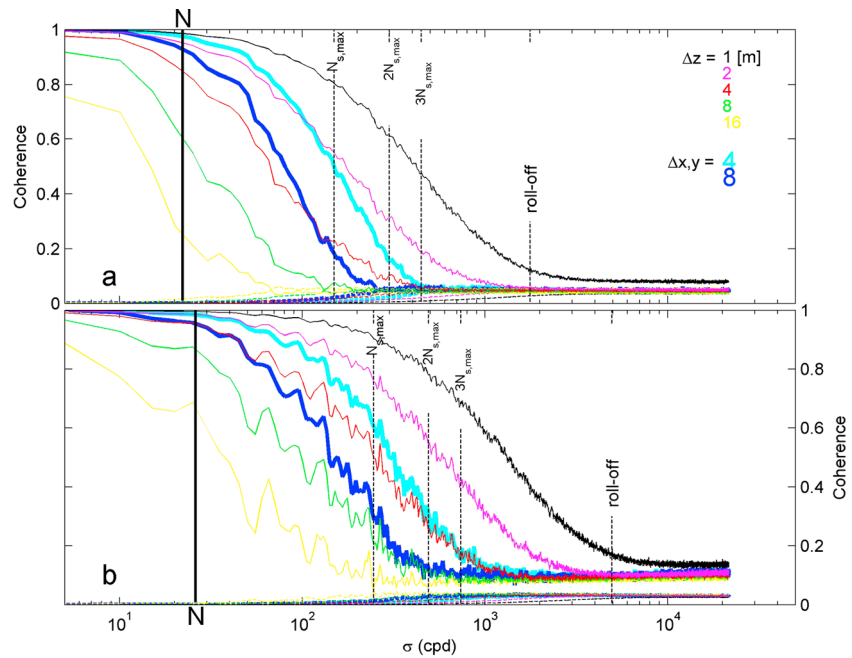 N
1
0.8
0.6
0.4
0.2
0
Coherence
N_s,max
2N_s,max
3N_s,max
roll-off
Δz = 1 [m]
2
4
8
16
Δx,y = 4
8
a
1
0.8
0.6
0.4
0.2
0
Coherence
N_s,max
2N_s,max
3N_s,max
roll-off
b
N
10^1
10^2
10^3
10^4
σ (cpd)